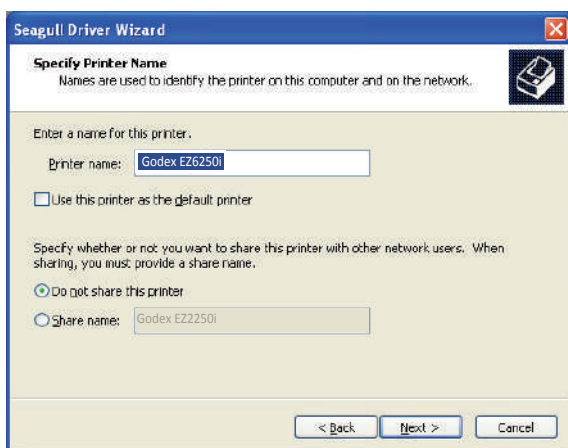 Seagull Driver Wizard
Specify Printer Name
Names are used to identify the printer on this computer and on the network.
Enter a name for this printer.
Printer name: Godex EZ6250i
Use this printer as the default printer
Specify whether or not you want to share this printer with other network users. When
sharing, you must provide a share name.
Do not share this printer
Share name: Godex EZ2250i
< Back Next > Cancel